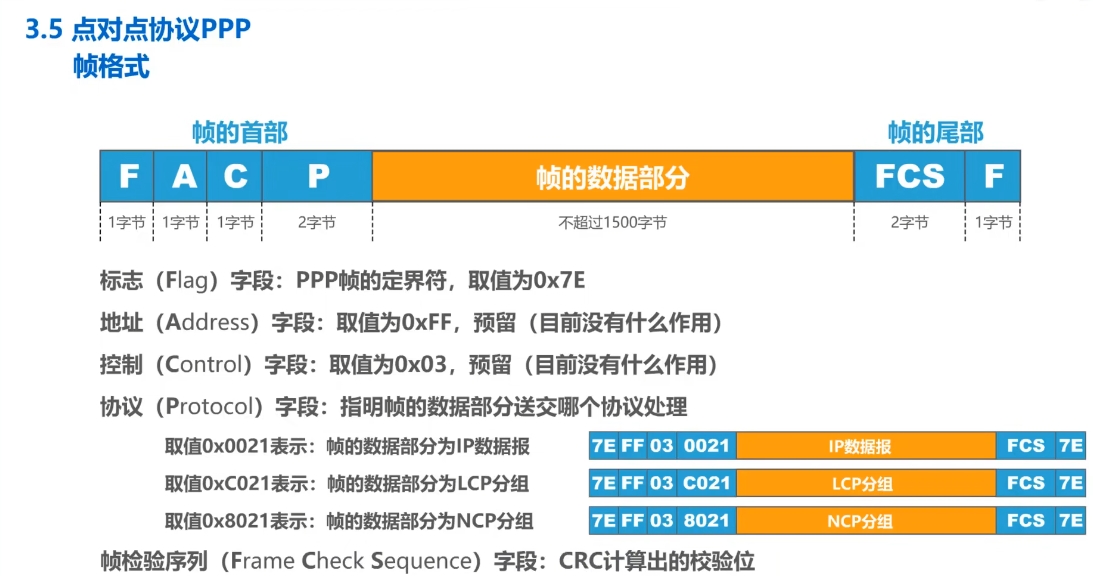 3.5 点对点协议PPP
帧格式
帧的首部 帧的尾部
F A C P 帧的数据部分 FCS F
1字节 1字节 1字节 2字节 不超过1500字节 2字节 1字节
标志（Flag）字段：PPP帧的定界符，取值为0x7E
地址（Address）字段：取值为0xFF，预留（目前没有什么作用）
控制（Control）字段：取值为0x03，预留（目前没有什么作用）
协议（Protocol）字段：指明帧的数据部分送交哪个协议处理
取值0x0021表示：帧的数据部分为IP数据报 7E FF 03 0021 IP数据报 FCS 7E
取值0xC021表示：帧的数据部分为LCP分组 7E FF 03 C021 LCP分组 FCS 7E
取值0x8021表示：帧的数据部分为NCP分组 7E FF 03 8021 NCP分组 FCS 7E
帧检验序列（Frame Check Sequence）字段：CRC计算出的校验位